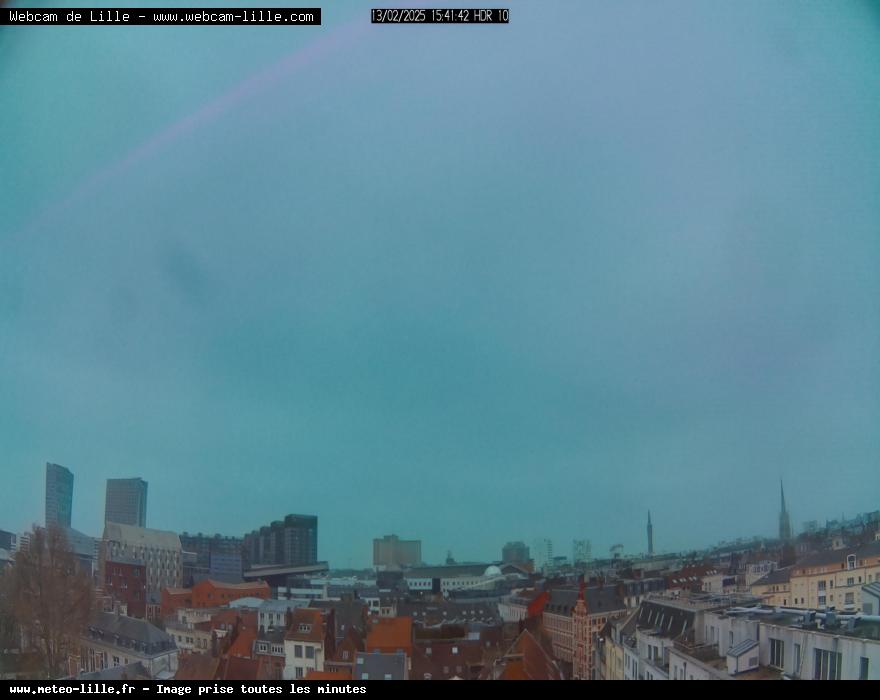 Webcam de Lille - www.webcam-lille.com
13/02/2025 15:41:42 HDR 10
www.meteo-lille.fr - Image prise toutes les minutes